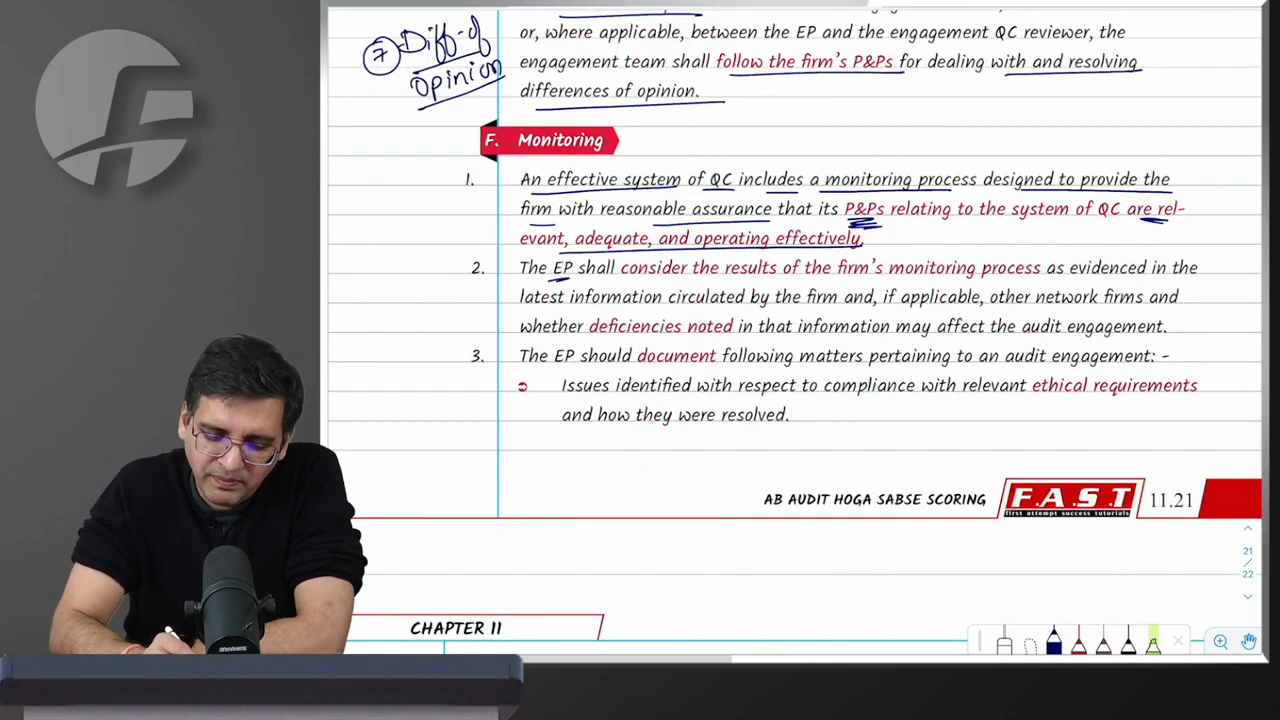 or, where applicable, between the EP and the engagement QC reviewer, the
engagement team shall follow the firm's P&Ps for dealing with and resolving
differences of opinion.
7 Diff-of
opinion
F. Monitoring
1. An effective system of QC includes a monitoring process designed to provide the
firm with reasonable assurance that its P&Ps relating to the system of QC are rel-
evant, adequate, and operating effectively.
2. The EP shall consider the results of the firm's monitoring process as evidenced in the
latest information circulated by the firm and, if applicable, other network firms and
whether deficiencies noted in that information may affect the audit engagement.
3. The EP should document following matters pertaining to an audit engagement: -
Issues identified with respect to compliance with relevant ethical requirements
and how they were resolved.
AB AUDIT HOGA SABSE SCORING
F.A.S.T
first attempt success tutorials
11.21
21
/
22
CHAPTER 11